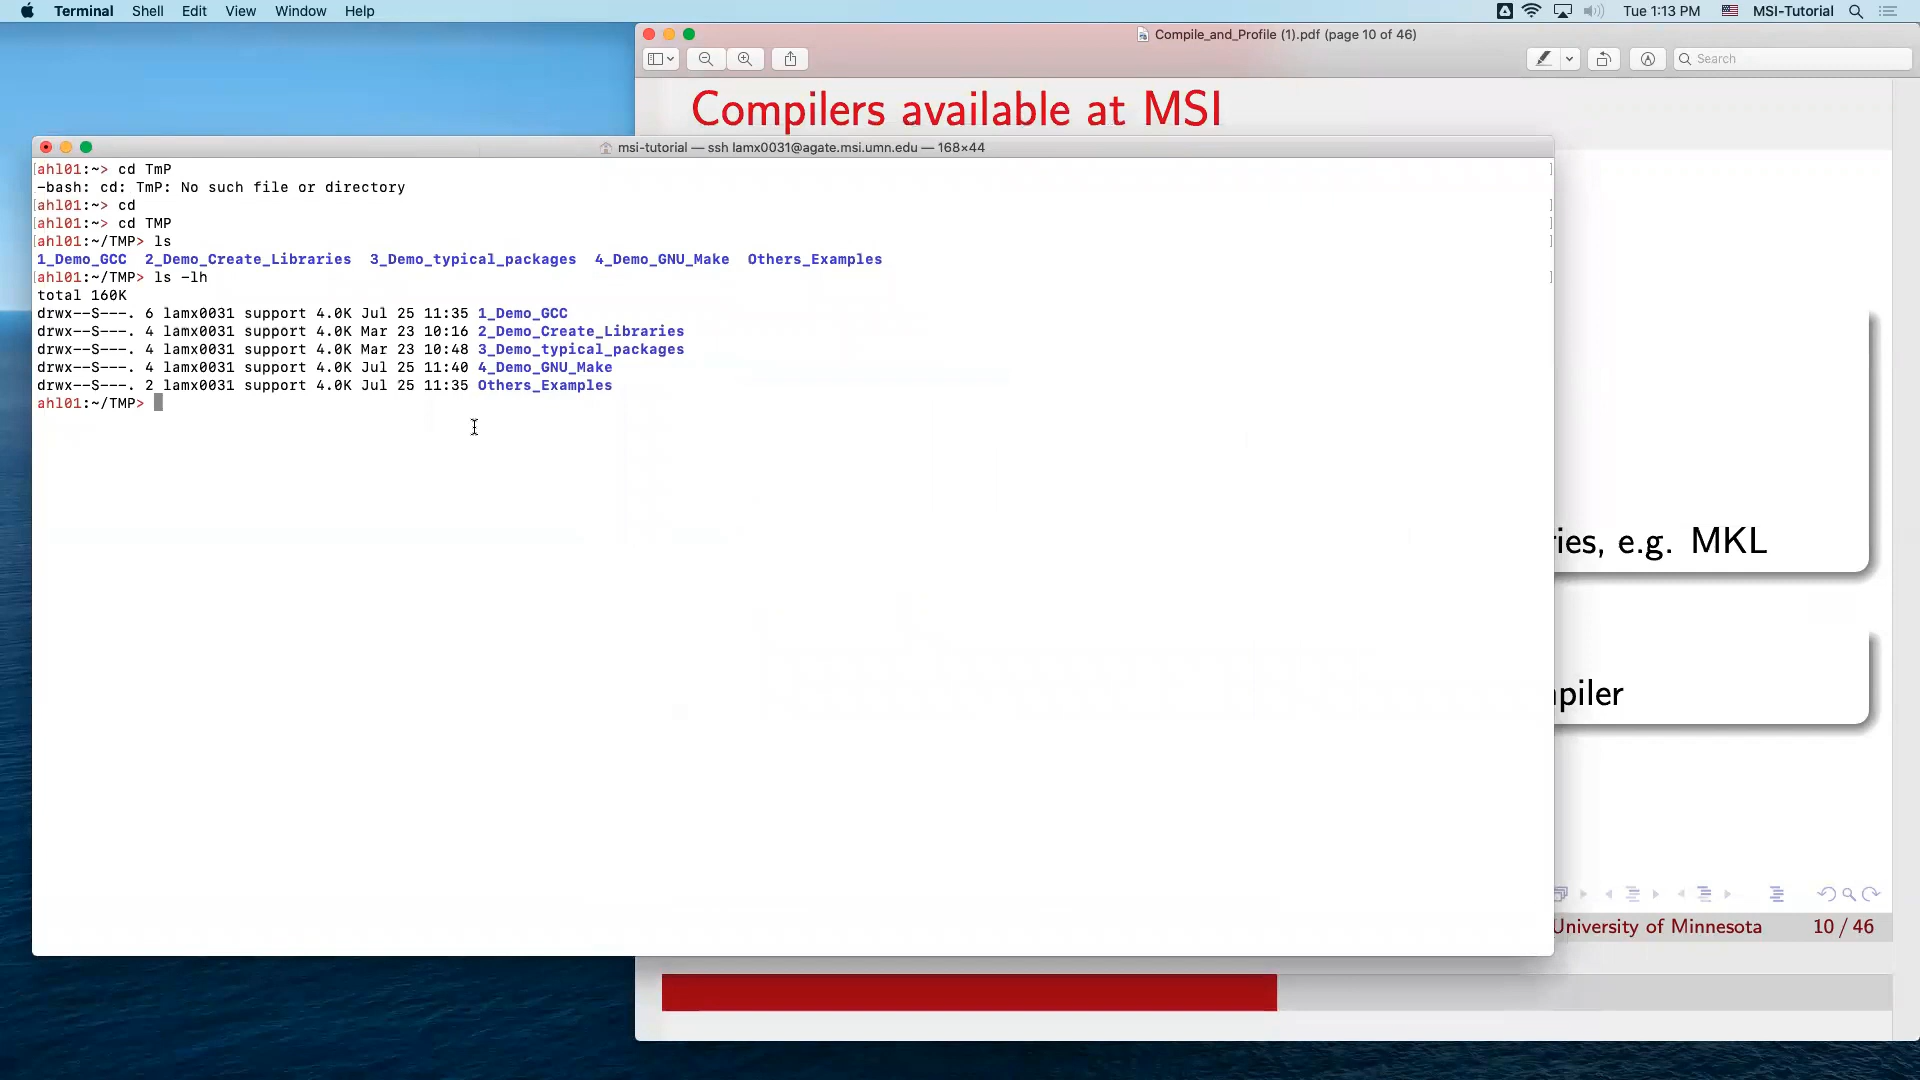 Terminal Shell Edit View Window Help
Tue 1:13 PM MSI-Tutorial
Compile_and_Profile (1).pdf (page 10 of 46)
Search
Compilers available at MSI
msi-tutorial — ssh lamx0031@agate.msi.umn.edu — 168×44
[ahl01:~> cd TmP
-bash: cd: TmP: No such file or directory
[ahl01:~> cd
[ahl01:~> cd TMP
[ahl01:~/TMP> ls
1_Demo_GCC 2_Demo_Create_Libraries 3_Demo_typical_packages 4_Demo_GNU_Make Others_Examples
[ahl01:~/TMP> ls -lh
total 160K
drwx--S---. 6 lamx0031 support 4.0K Jul 25 11:35 1_Demo_GCC
drwx--S---. 4 lamx0031 support 4.0K Mar 23 10:16 2_Demo_Create_Libraries
drwx--S---. 4 lamx0031 support 4.0K Mar 23 10:48 3_Demo_typical_packages
drwx--S---. 4 lamx0031 support 4.0K Jul 25 11:40 4_Demo_GNU_Make
drwx--S---. 2 lamx0031 support 4.0K Jul 25 11:35 Others_Examples
ahl01:~/TMP>
ries, e.g. MKL
piler
University of Minnesota 10 / 46